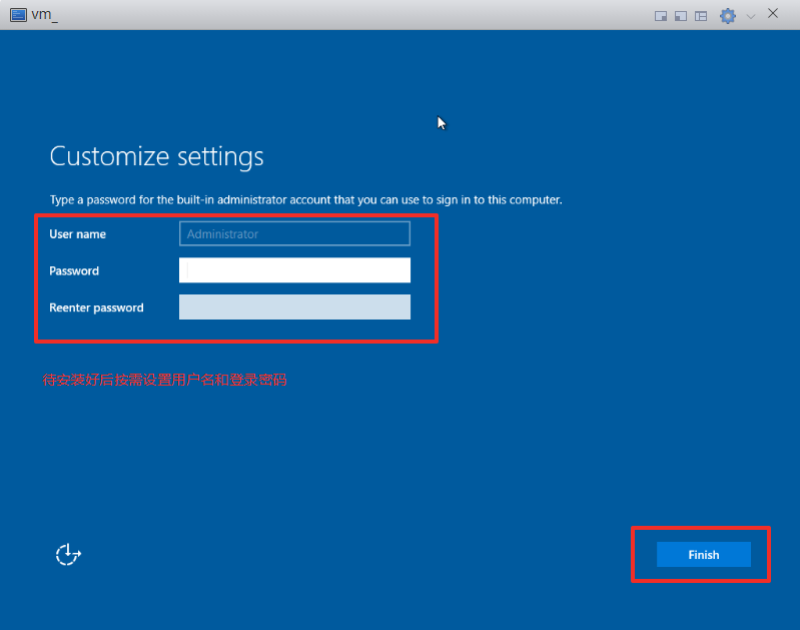 vm_
Customize settings
Type a password for the built-in administrator account that you can use to sign in to this computer.
User name
Administrator
Password
Reenter password
待安装好后按需设置用户名和登录密码
Finish